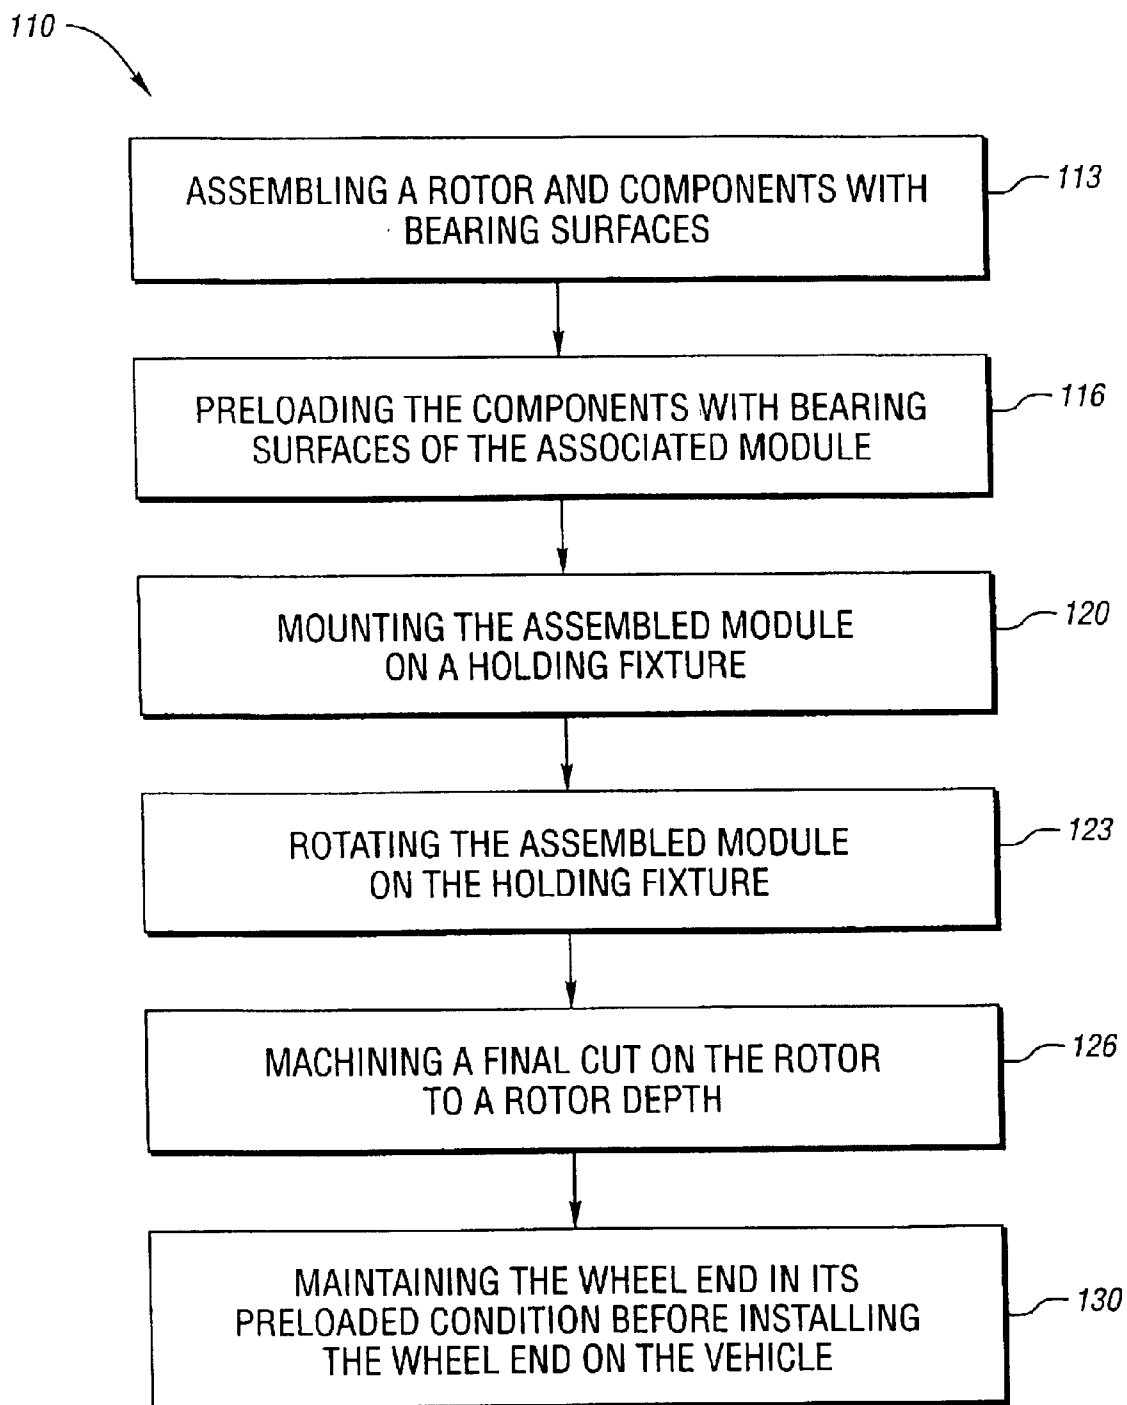 110
ASSEMBLING A ROTOR AND COMPONENTS WITH
BEARING SURFACES
113
PRELOADING THE COMPONENTS WITH BEARING
SURFACES OF THE ASSOCIATED MODULE
116
MOUNTING THE ASSEMBLED MODULE
ON A HOLDING FIXTURE
120
ROTATING THE ASSEMBLED MODULE
ON THE HOLDING FIXTURE
123
MACHINING A FINAL CUT ON THE ROTOR
TO A ROTOR DEPTH
126
MAINTAINING THE WHEEL END IN ITS
PRELOADED CONDITION BEFORE INSTALLING
THE WHEEL END ON THE VEHICLE
130